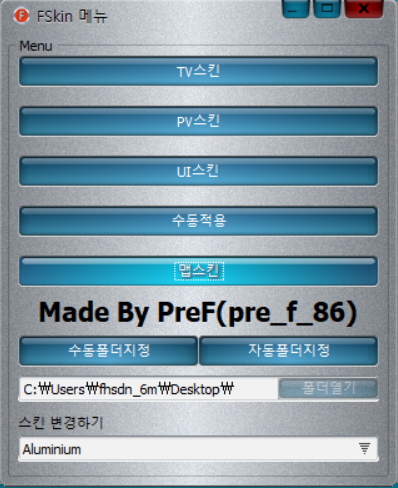 FSkin 메뉴
Menu
TV스킨
PV스킨
UI스킨
수동적용
맵스킨
Made By PreF(pre_f_86)
수동폴더지정 자동폴더지정
C:₩Users₩fhsdn_6m₩Desktop₩ 폴더열기
스킨 변경하기
Aluminium